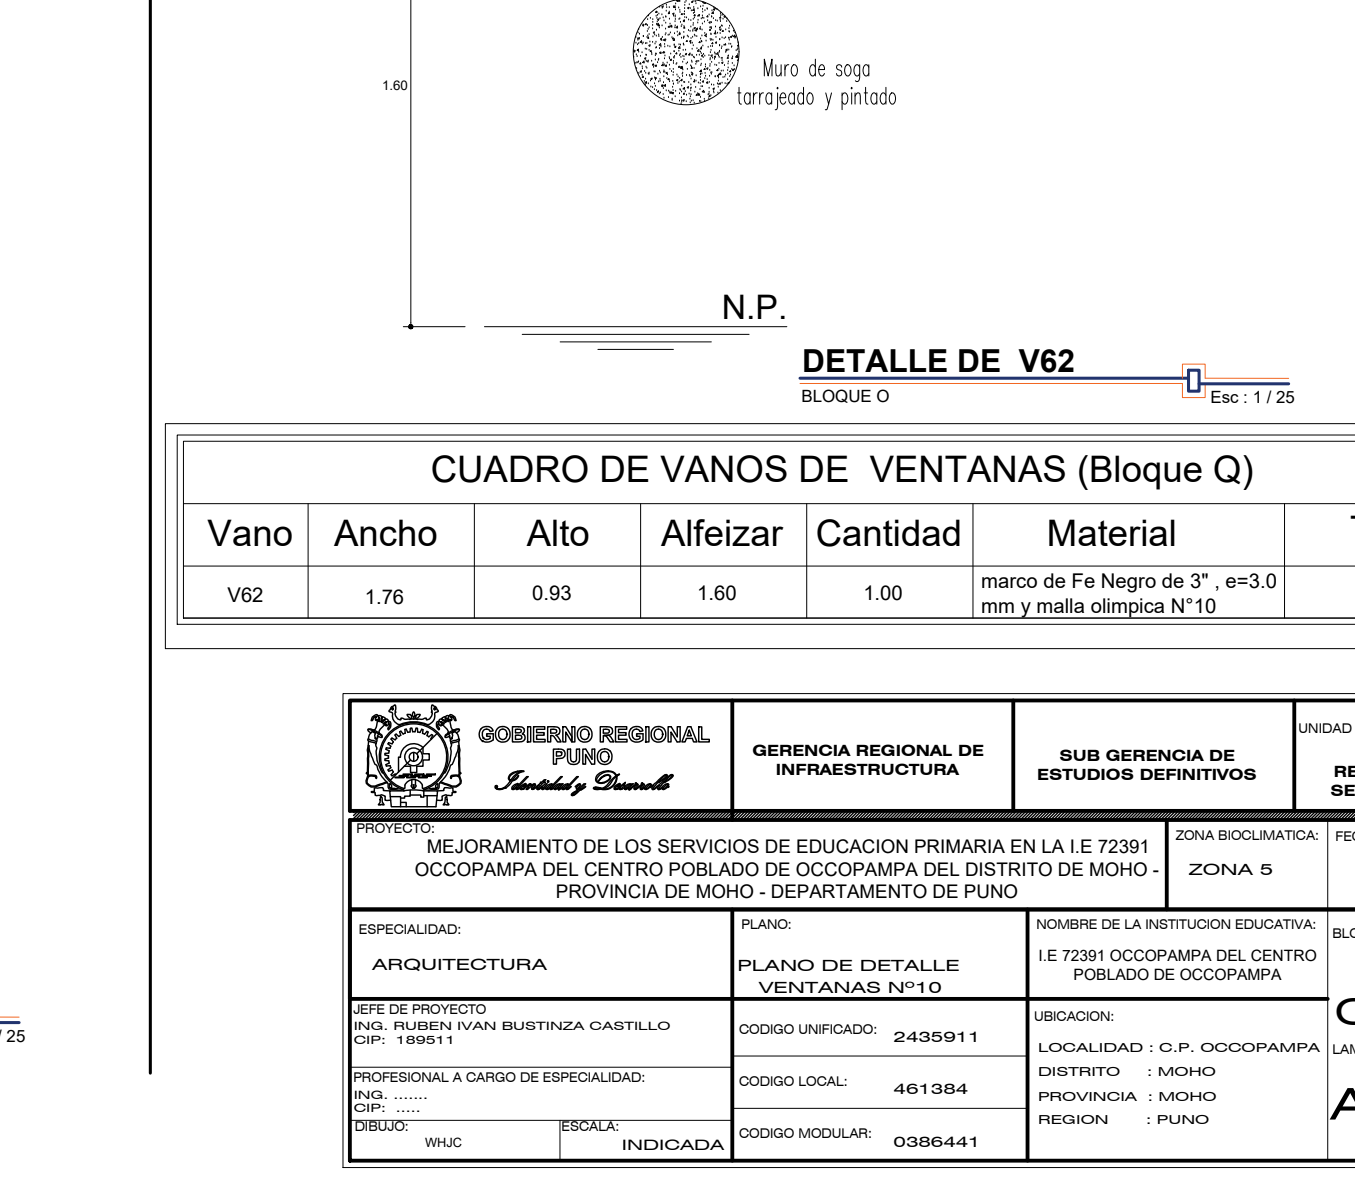 1.60
Muro de soga
tarrajeado y pintado
N.P.
DETALLE DE V62
BLOQUE O
Esc : 1 / 25
CUADRO DE VANOS DE VENTANAS (Bloque Q)
Vano Ancho Alto Alfeizar Cantidad Material
V62 1.76 0.93 1.60 1.00 marco de Fe Negro de 3" , e=3.0
mm y malla olimpica N°10
/ 25
GOBIERNO REGIONAL
PUNO
Identidad y Desarrollo
GERENCIA REGIONAL DE
INFRAESTRUCTURA
SUB GERENCIA DE
ESTUDIOS DEFINITIVOS
UNIDAD
PROYECTO:
MEJORAMIENTO DE LOS SERVICIOS DE EDUCACION PRIMARIA EN LA I.E 72391
OCCOPAMPA DEL CENTRO POBLADO DE OCCOPAMPA DEL DISTRITO DE MOHO -
PROVINCIA DE MOHO - DEPARTAMENTO DE PUNO
ZONA BIOCLIMATICA:
ZONA 5
ESPECIALIDAD:
ARQUITECTURA
PLANO:
PLANO DE DETALLE
VENTANAS Nº10
NOMBRE DE LA INSTITUCION EDUCATIVA:
I.E 72391 OCCOPAMPA DEL CENTRO
POBLADO DE OCCOPAMPA
JEFE DE PROYECTO
ING. RUBEN IVAN BUSTINZA CASTILLO
CIP: 189511
PROFESIONAL A CARGO DE ESPECIALIDAD:
ING. .......
CIP: .....
DIBUJO:
WHJC
ESCALA:
INDICADA
CODIGO UNIFICADO: 2435911
CODIGO LOCAL: 461384
CODIGO MODULAR: 0386441
UBICACION:
LOCALIDAD : C.P. OCCOPAMPA
DISTRITO : MOHO
PROVINCIA : MOHO
REGION : PUNO